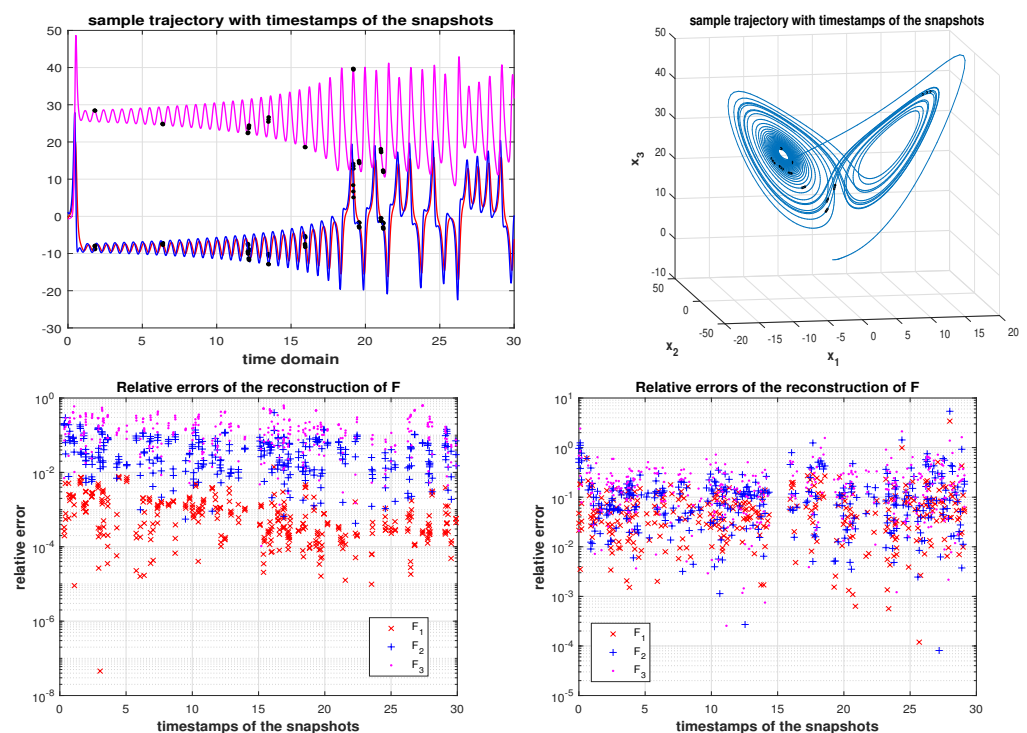 sample trajectory with timestamps of the snapshots
50
40
30
20
10
0
-10
-20
-30
0 5 10 15 20 25 30
time domain
sample trajectory with timestamps of the snapshots
x3
50
40
30
20
10
0
-10
50
0
-50
x2
-20 -15 -10 -5 0 5 10 15 20
x1
Relative errors of the reconstruction of F
relative error
10^0
10^-2
10^-4
10^-6
10^-8
F1
F2
F3
0 5 10 15 20 25 30
timestamps of the snapshots
Relative errors of the reconstruction of F
relative error
10^1
10^0
10^-1
10^-2
10^-3
10^-4
10^-5
F1
F2
F3
0 5 10 15 20 25 30
timestamps of the snapshots